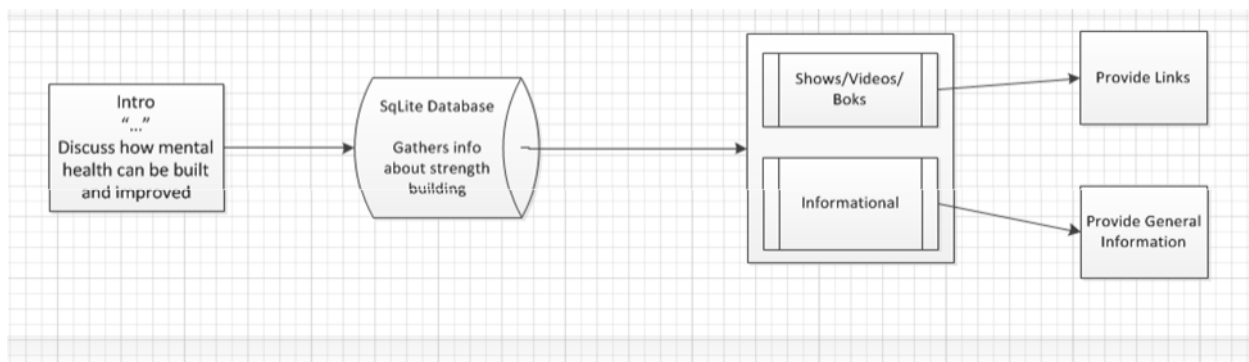 Intro
“...”
Discuss how mental
health can be built
and improved
SqLite Database
Gathers info
about strength
building
Shows/Videos/
Boks
Informational
Provide Links
Provide General
Information